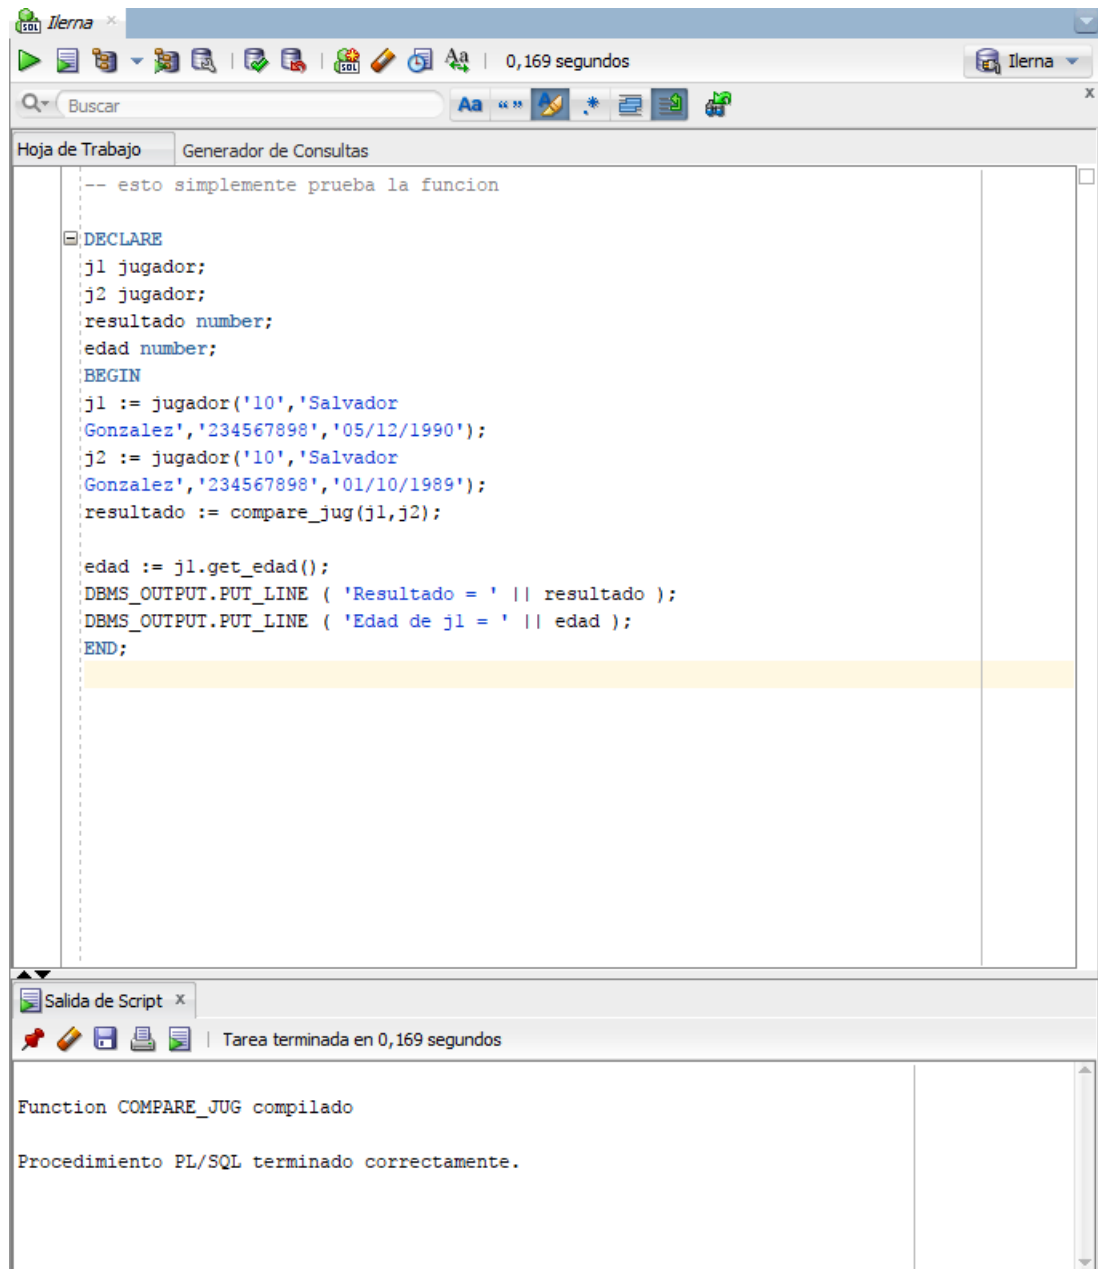 Ilerna
0,169 segundos
Ilerna
Buscar
Aa “ ” .*
Hoja de Trabajo Generador de Consultas
-- esto simplemente prueba la funcion
DECLARE
j1 jugador;
j2 jugador;
resultado number;
edad number;
BEGIN
j1 := jugador('10','Salvador
Gonzalez','234567898','05/12/1990');
j2 := jugador('10','Salvador
Gonzalez','234567898','01/10/1989');
resultado := compare_jug(j1,j2);
edad := j1.get_edad();
DBMS_OUTPUT.PUT_LINE ( 'Resultado = ' || resultado );
DBMS_OUTPUT.PUT_LINE ( 'Edad de j1 = ' || edad );
END;
Salida de Script x
Tarea terminada en 0,169 segundos
Function COMPARE_JUG compilado
Procedimiento PL/SQL terminado correctamente.